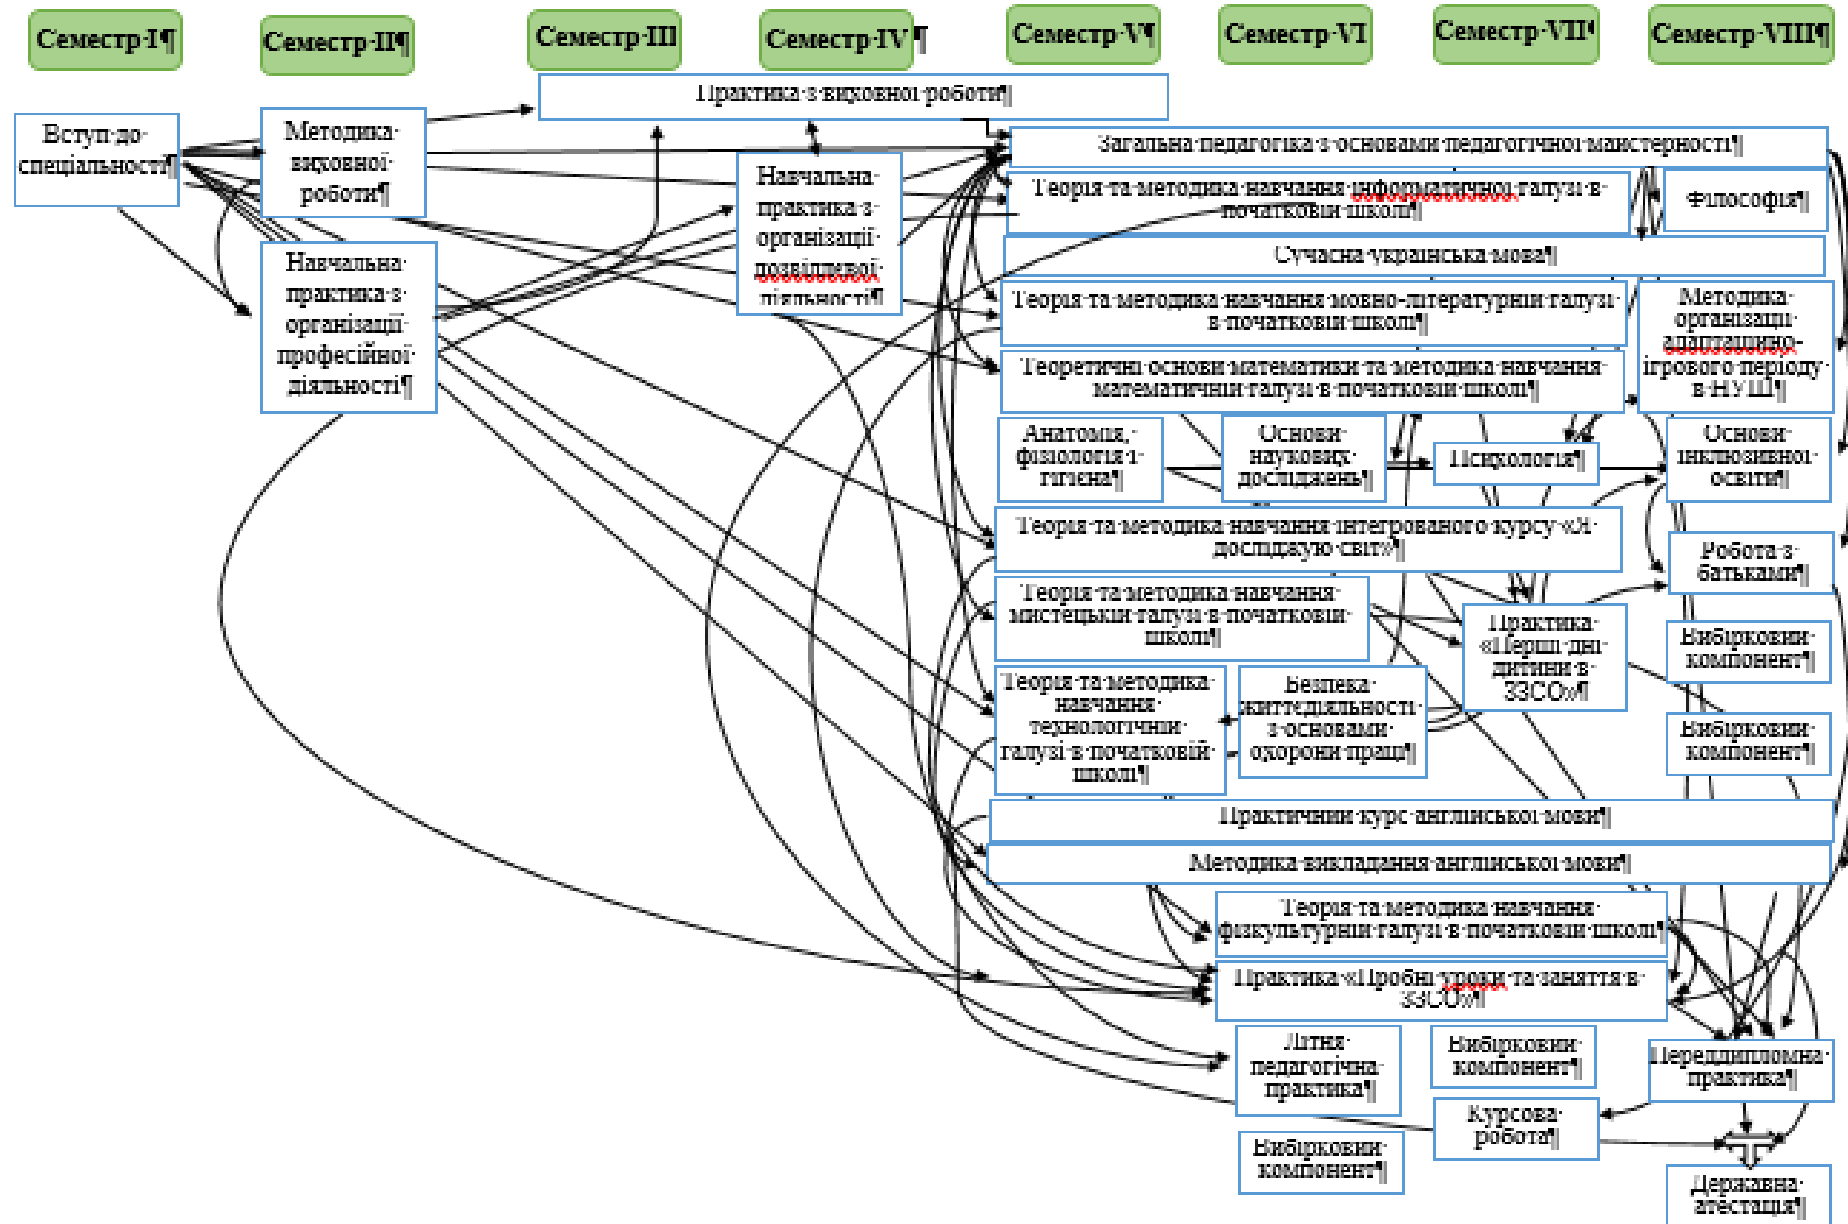 Семестр·I¶
Семестр·II¶
Семестр·III
Семестр·IV¶
Семестр·V¶
Семестр·VI
Семестр·VII¶
Семестр·VIII¶
Практика·з·виховної·роботи¶
Вступ·до·
спеціальності¶
Методика·
виховної·
роботи¶
Навчальна·
практика·з·
організації·
професійної·
діяльності¶
Навчальна·
практика·з·
організації·
дозвіллєвої·
діяльності¶
Загальна·педагогіка·з·основами·педагогічної·майстерності¶
Теорія·та·методика·навчання·інформатичної·галузі·в·
початковій·школі¶
Філософія¶
Сучасна·українська·мова¶
Теорія·та·методика·навчання·мовно-літературній·галузі·
в·початковій·школі¶
Методика·
організації·
адаптаційно-
ігрового·періоду·
в·НУШ¶
Теоретичні·основи·математики·та·методика·навчання·
математичній·галузі·в·початковій·школі¶
Анатомія,·
фізіологія·і·
гігієна¶
Основи·
наукових·
досліджень¶
Психологія¶
Основи·
інклюзивної·
освіти¶
Теорія·та·методика·навчання·інтегрованого·курсу·«Я·
досліджую·світ»¶
Робота·з·
батьками¶
Теорія·та·методика·навчання·
мистецькій·галузі·в·початковій·
школі¶
Практика·
«Перші·дні·
дитини·в·
ЗЗСО»¶
Вибірковий·
компонент¶
Теорія·та·методика·
навчання·
технологічній·
галузі·в·початковій·
школі¶
Безпека·
життєдіяльності·
з·основами·
охорони·праці¶
Вибірковий·
компонент¶
Практичний·курс·англійської·мови¶
Методика·викладання·англійської·мови¶
Теорія·та·методика·навчання·
фізкультурній·галузі·в·початковій·школі¶
Практика·«Пробні·уроки·та·заняття·в·
ЗЗСО»¶
Літня·
педагогічна·
практика¶
Вибірковий·
компонент¶
Переддипломна·
практика¶
Курсова·
робота¶
Вибірковий·
компонент¶
Державна·
атестація¶